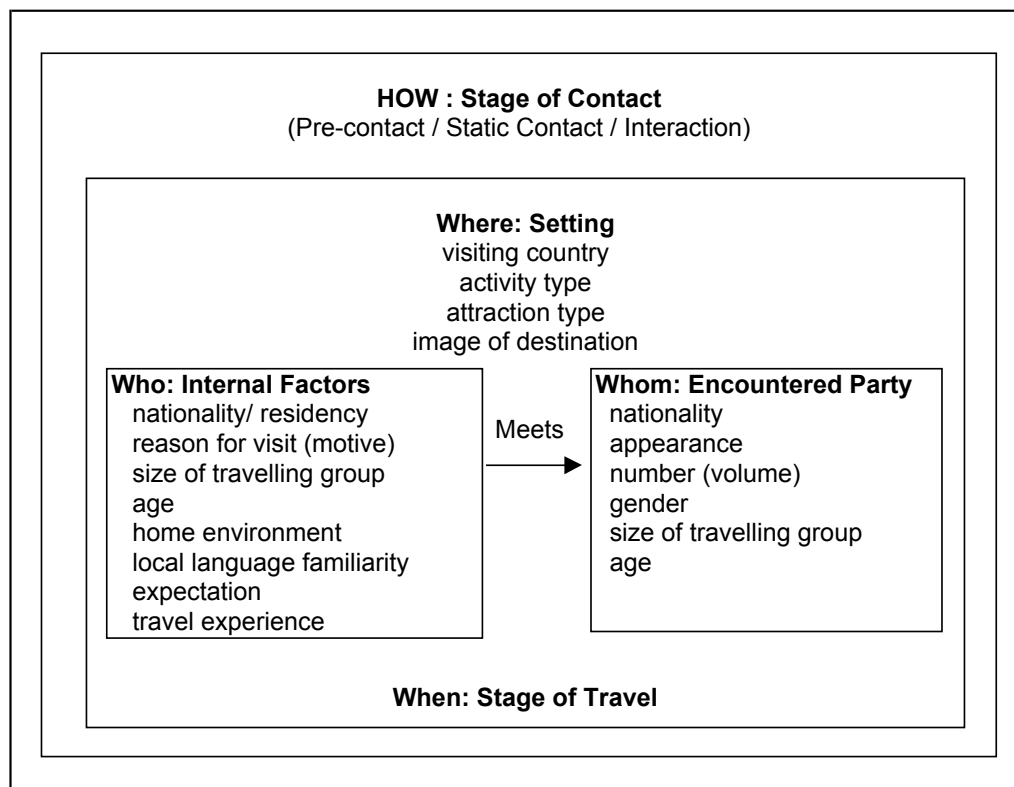 HOW : Stage of Contact
(Pre-contact / Static Contact / Interaction)
Where: Setting
visiting country
activity type
attraction type
image of destination
Who: Internal Factors
nationality/ residency
reason for visit (motive)
size of travelling group
age
home environment
local language familiarity
expectation
travel experience
Meets
Whom: Encountered Party
nationality
appearance
number (volume)
gender
size of travelling group
age
When: Stage of Travel